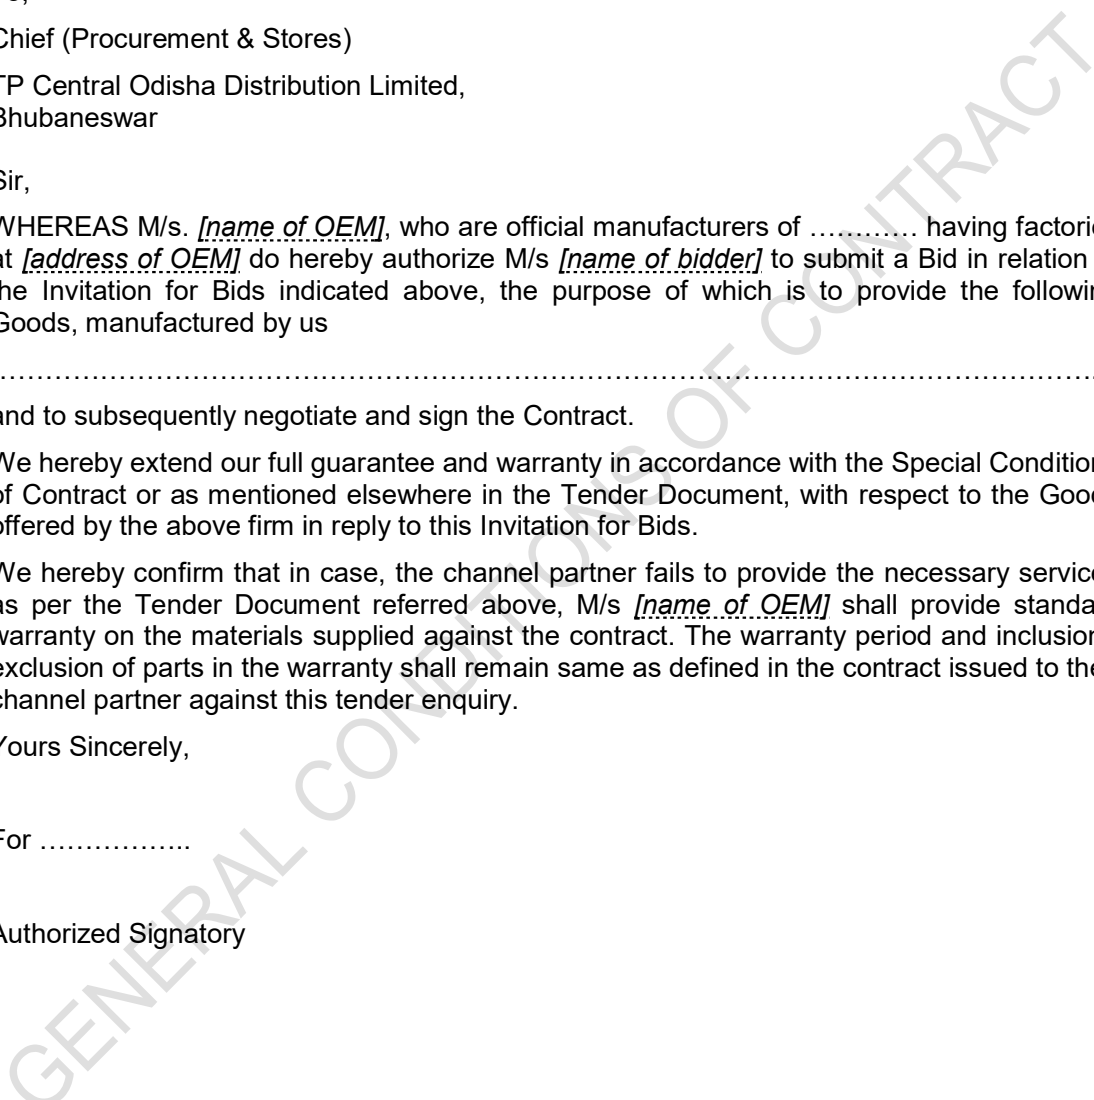 Chief (Procurement & Stores)
TP Central Odisha Distribution Limited,
Bhubaneswar
Sir,
WHEREAS M/s. [name of OEM], who are official manufacturers of ………… having factorie
at [address of OEM] do hereby authorize M/s [name of bidder] to submit a Bid in relation
the Invitation for Bids indicated above, the purpose of which is to provide the followin
Goods, manufactured by us
…………………………………………………………………………………………………………
and to subsequently negotiate and sign the Contract.
We hereby extend our full guarantee and warranty in accordance with the Special Condition
of Contract or as mentioned elsewhere in the Tender Document, with respect to the Good
offered by the above firm in reply to this Invitation for Bids.
We hereby confirm that in case, the channel partner fails to provide the necessary service
as per the Tender Document referred above, M/s [name of OEM] shall provide standa
warranty on the materials supplied against the contract. The warranty period and inclusion
exclusion of parts in the warranty shall remain same as defined in the contract issued to the
channel partner against this tender enquiry.
Yours Sincerely,
For ……………..
Authorized Signatory
GENERAL CONDITIONS OF CONTRACT